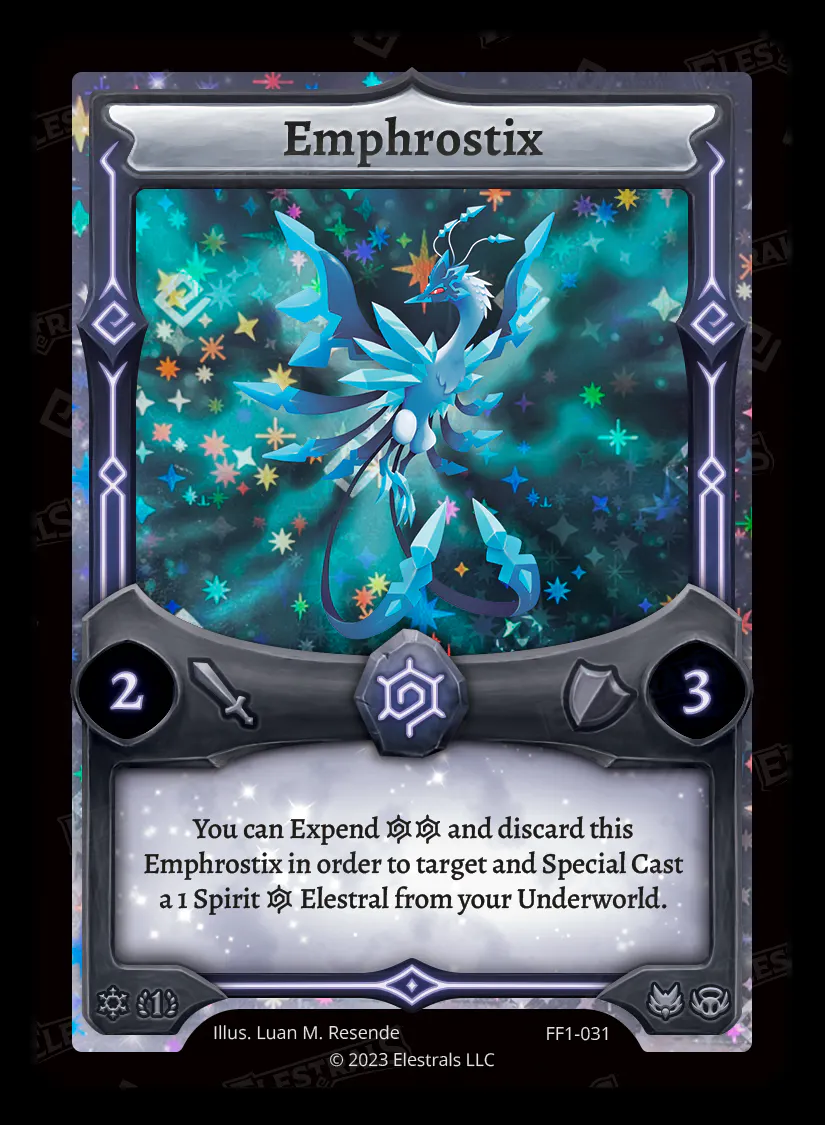 Emphrostix
2
3
You can Expend and discard this
Emphrostix in order to target and Special Cast
a 1 Spirit Elestral from your Underworld.
1
Illus. Luan M. Resende
FF1-031
© 2023 Elestrals LLC